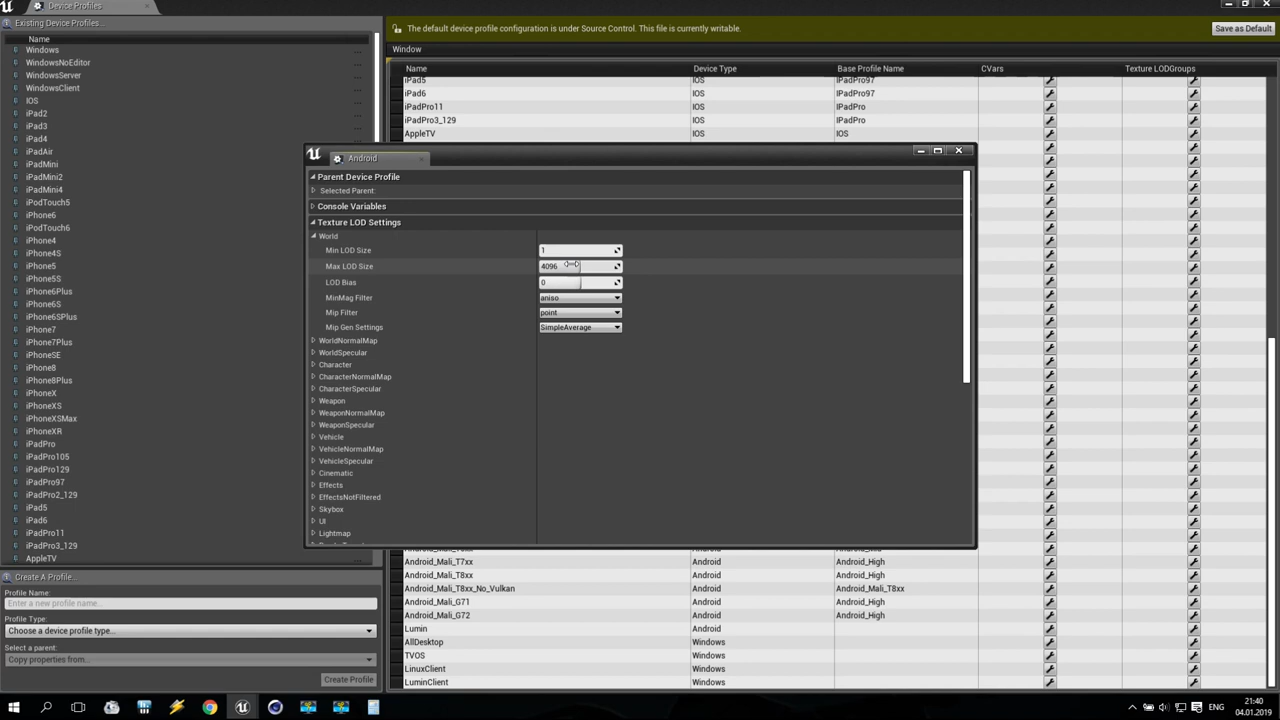 Device Profiles
Existing Device Profiles...
Name
Windows
WindowsNoEditor
WindowsServer
WindowsClient
IOS
iPad2
iPad3
iPad4
iPadAir
iPadMini
iPadMini2
iPadMini4
iPodTouch5
iPhone6
iPodTouch6
iPhone4
iPhone4S
iPhone5
iPhone5S
iPhone6Plus
iPhone6S
iPhone6SPlus
iPhone7
iPhone7Plus
iPhoneSE
iPhone8
iPhone8Plus
iPhoneX
iPhoneXS
iPhoneXSMax
iPhoneXR
iPadPro
iPadPro105
iPadPro129
iPadPro97
iPadPro2_129
iPad5
iPad6
iPadPro11
iPadPro3_129
AppleTV
Create A Profile...
Profile Name:
Enter a new profile name...
Profile Type:
Choose a device profile type...
Select a parent:
Copy properties from...
Create Profile
The default device profile configuration is under Source Control. This file is currently writable.
Save as Default
Window
Name Device Type Base Profile Name CVars Texture LODGroups
iPad5 IOS iPadPro97
iPad6 IOS iPadPro97
iPadPro11 IOS iPadPro
iPadPro3_129 IOS iPadPro
AppleTV IOS IOS
Android
Parent Device Profile
Selected Parent:
Console Variables
Texture LOD Settings
World
Min LOD Size 1
Max LOD Size 4096
LOD Bias 0
MinMag Filter aniso
Mip Filter point
Mip Gen Settings SimpleAverage
WorldNormalMap
WorldSpecular
Character
CharacterNormalMap
CharacterSpecular
Weapon
WeaponNormalMap
WeaponSpecular
Vehicle
VehicleNormalMap
VehicleSpecular
Cinematic
Effects
EffectsNotFiltered
Skybox
UI
Lightmap
Android_Mali_T7xx Android Android_High
Android_Mali_T8xx Android Android_High
Android_Mali_T8xx_No_Vulkan Android Android_Mali_T8xx
Android_Mali_G71 Android Android_High
Android_Mali_G72 Android Android_High
Lumin Android
AllDesktop Windows
TVOS Windows
LinuxClient Windows
LuminClient Windows
ENG
21:40
04.01.2019